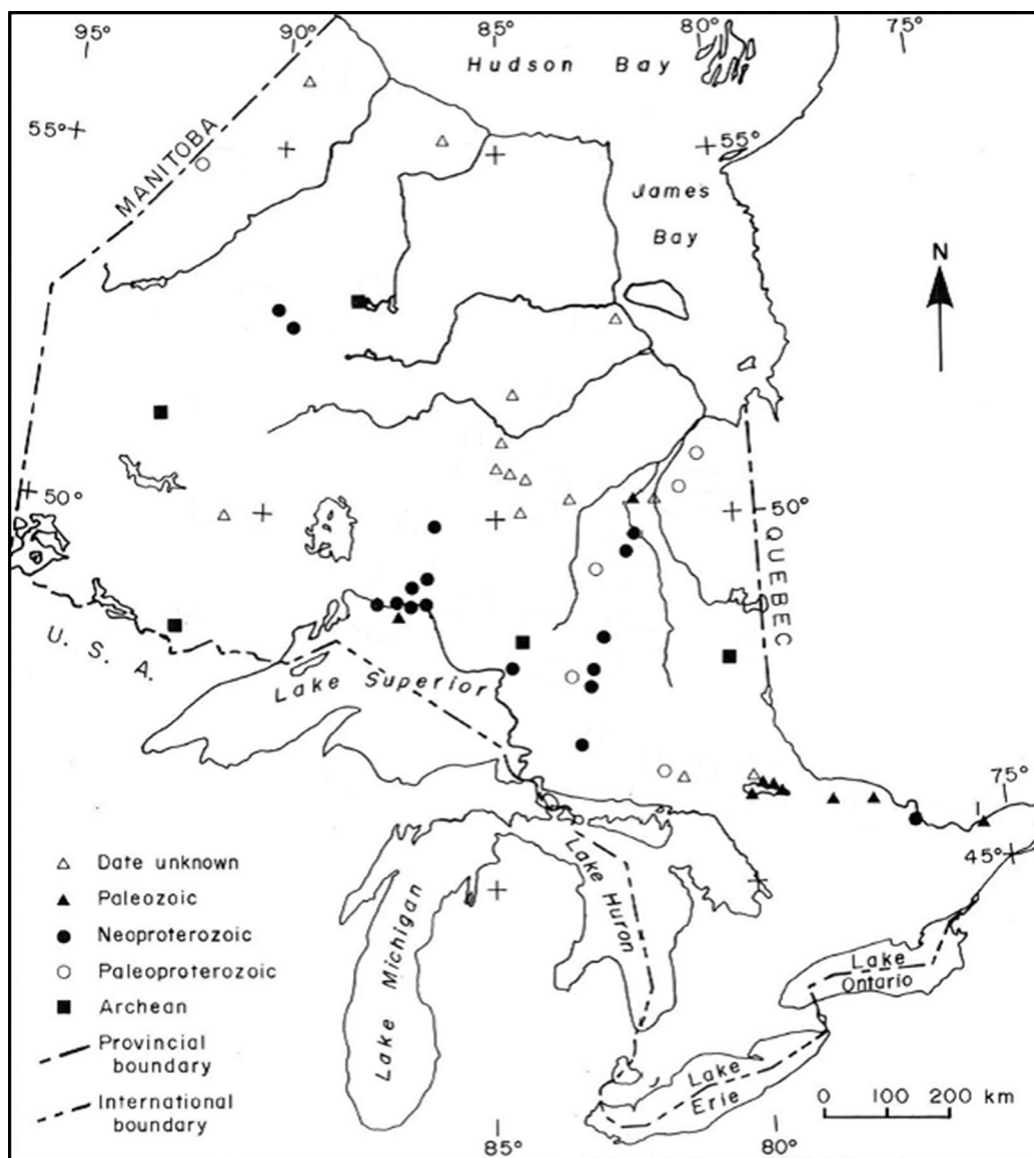 95° 90° 85° 80° 75°
Hudson Bay
55° 55°
MANITOBA
James
Bay
N
50° 50°
QUEBEC
U. S. A.
Lake Superior
75°
45°
Lake Huron
Lake Michigan
Lake
Ontario
Lake
Erie
Date unknown
Paleozoic
Neoproterozoic
Paleoproterozoic
Archean
Provincial
boundary
International
boundary
0 100 200 km
85° 80°